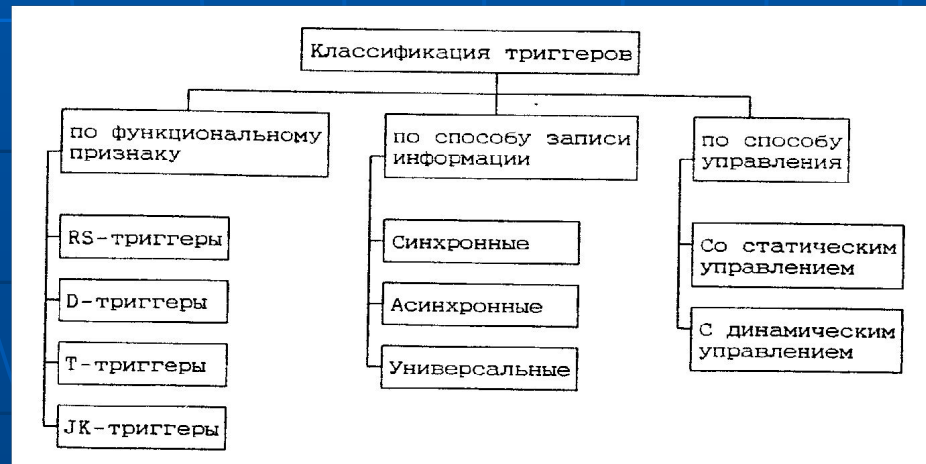 Классификация триггеров
по функциональному
признаку
RS-триггеры
D-триггеры
Т-триггеры
JK-триггеры
по способу записи
информации
Синхронные
Асинхронные
Универсальные
по способу
управления
Со статическим
управлением
С динамическим
управлением